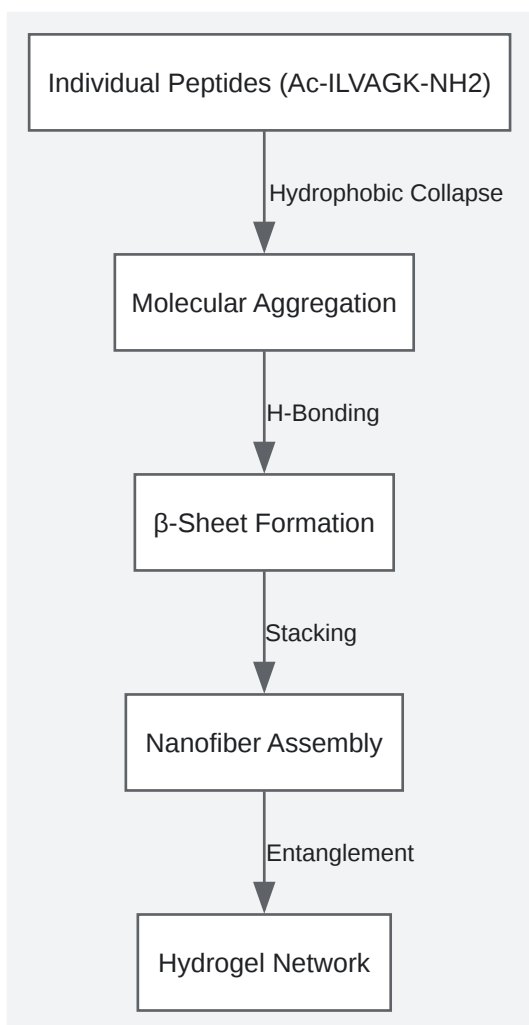 Individual Peptides (Ac-ILVAGK-NH2)
Hydrophobic Collapse
Molecular Aggregation
H-Bonding
β-Sheet Formation
Stacking
Nanofiber Assembly
Entanglement
Hydrogel Network